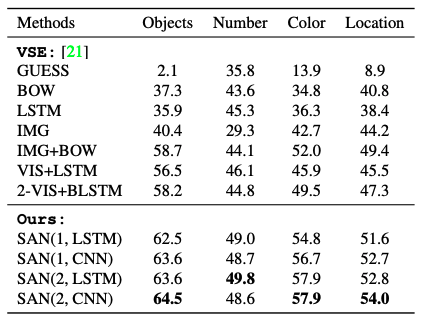 Methods Objects Number Color Location
VSE: [21]
GUESS 2.1 35.8 13.9 8.9
BOW 37.3 43.6 34.8 40.8
LSTM 35.9 45.3 36.3 38.4
IMG 40.4 29.3 42.7 44.2
IMG+BOW 58.7 44.1 52.0 49.4
VIS+LSTM 56.5 46.1 45.9 45.5
2-VIS+BLSTM 58.2 44.8 49.5 47.3
Ours:
SAN(1, LSTM) 62.5 49.0 54.8 51.6
SAN(1, CNN) 63.6 48.7 56.7 52.7
SAN(2, LSTM) 63.6 49.8 57.9 52.8
SAN(2, CNN) 64.5 48.6 57.9 54.0